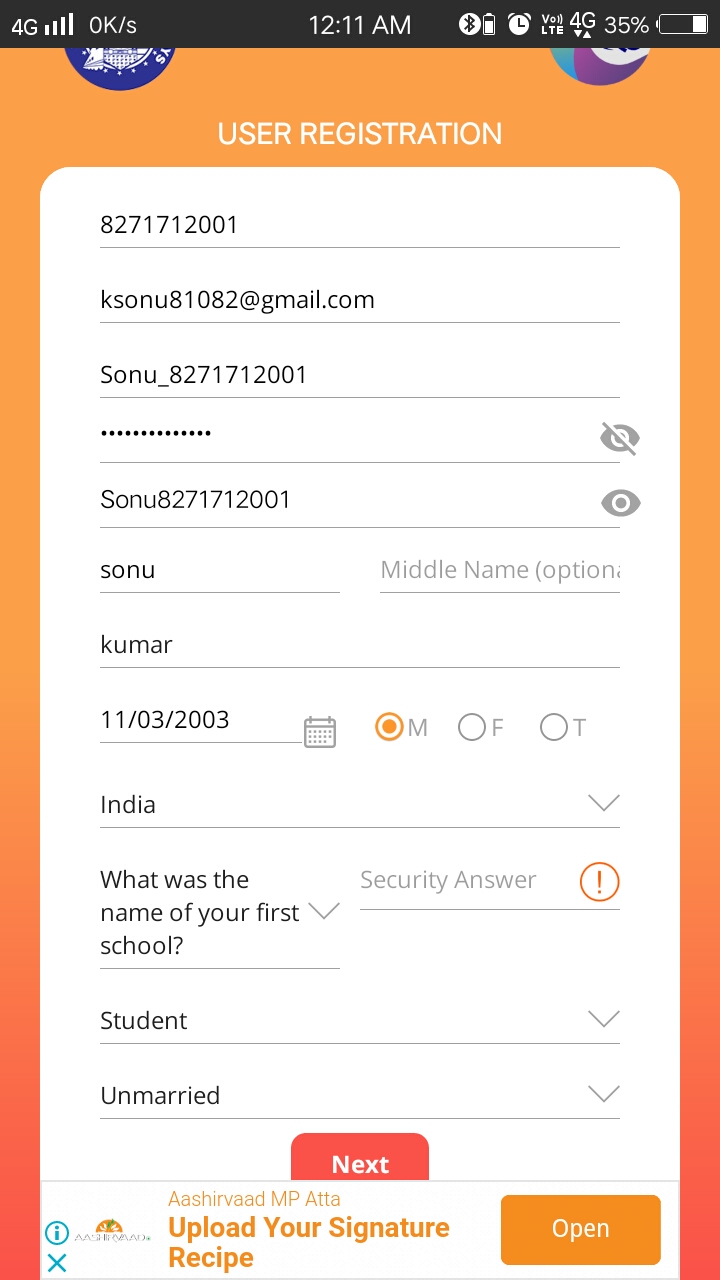 4G 0K/s 12:11 AM Vo)) LTE 4G 35%
USER REGISTRATION
8271712001
ksonu81082@gmail.com
Sonu_8271712001
••••••••••••••
Sonu8271712001
sonu Middle Name (optiona
kumar
11/03/2003 M F T
India
What was the
name of your first
school?
Security Answer
Student
Unmarried
Next
Aashirvaad MP Atta
Upload Your Signature
Recipe
AASHIRVAAD
Open